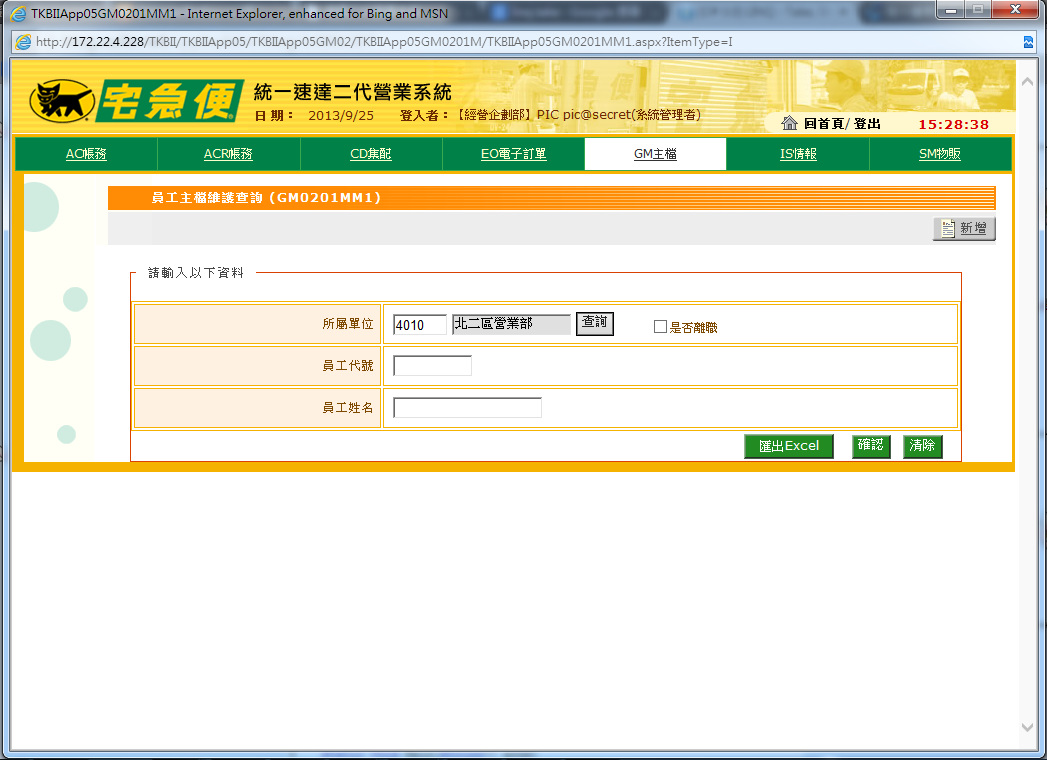 TKBIIApp05GM0201MM1 - Internet Explorer, enhanced for Bing and MSN
http://172.22.4.228/TKBII/TKBIIApp05/TKBIIApp05GM02/TKBIIApp05GM0201M/TKBIIApp05GM0201MM1.aspx?ItemType=I
宅急便 統一速達二代營業系統
日 期： 2013/9/25 登入者：【經營企劃部】PIC pic@secret(系統管理者)
回首頁/ 登出 15:28:38
AO帳務 ACR帳務 CD集配 EO電子訂單 GM主檔 IS情報 SM物販
員工主檔維護查詢 (GM0201MM1)
新增
請輸入以下資料
所屬單位 4010 北二區營業部 查詢 是否離職
員工代號
員工姓名
匯出Excel 確認 清除